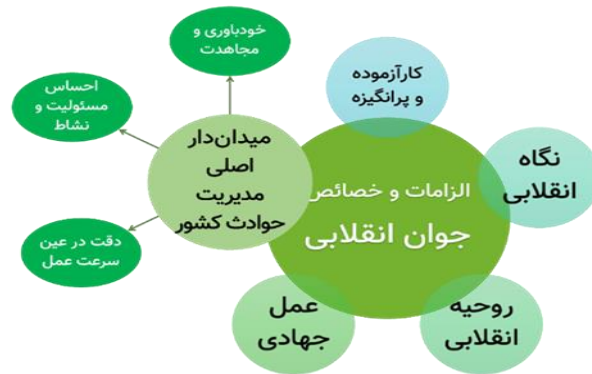 خودباوری و
مجاهدت
احساس
مسئولیت و
نشاط
دقت در عین
سرعت عمل
میدان‌دار
اصلی
مدیریت
حوادث کشور
کارآزموده
و پرانگیزه
الزامات و خصائص
جوان انقلابی
نگاه
انقلابی
روحیه
انقلابی
عمل
جهادی